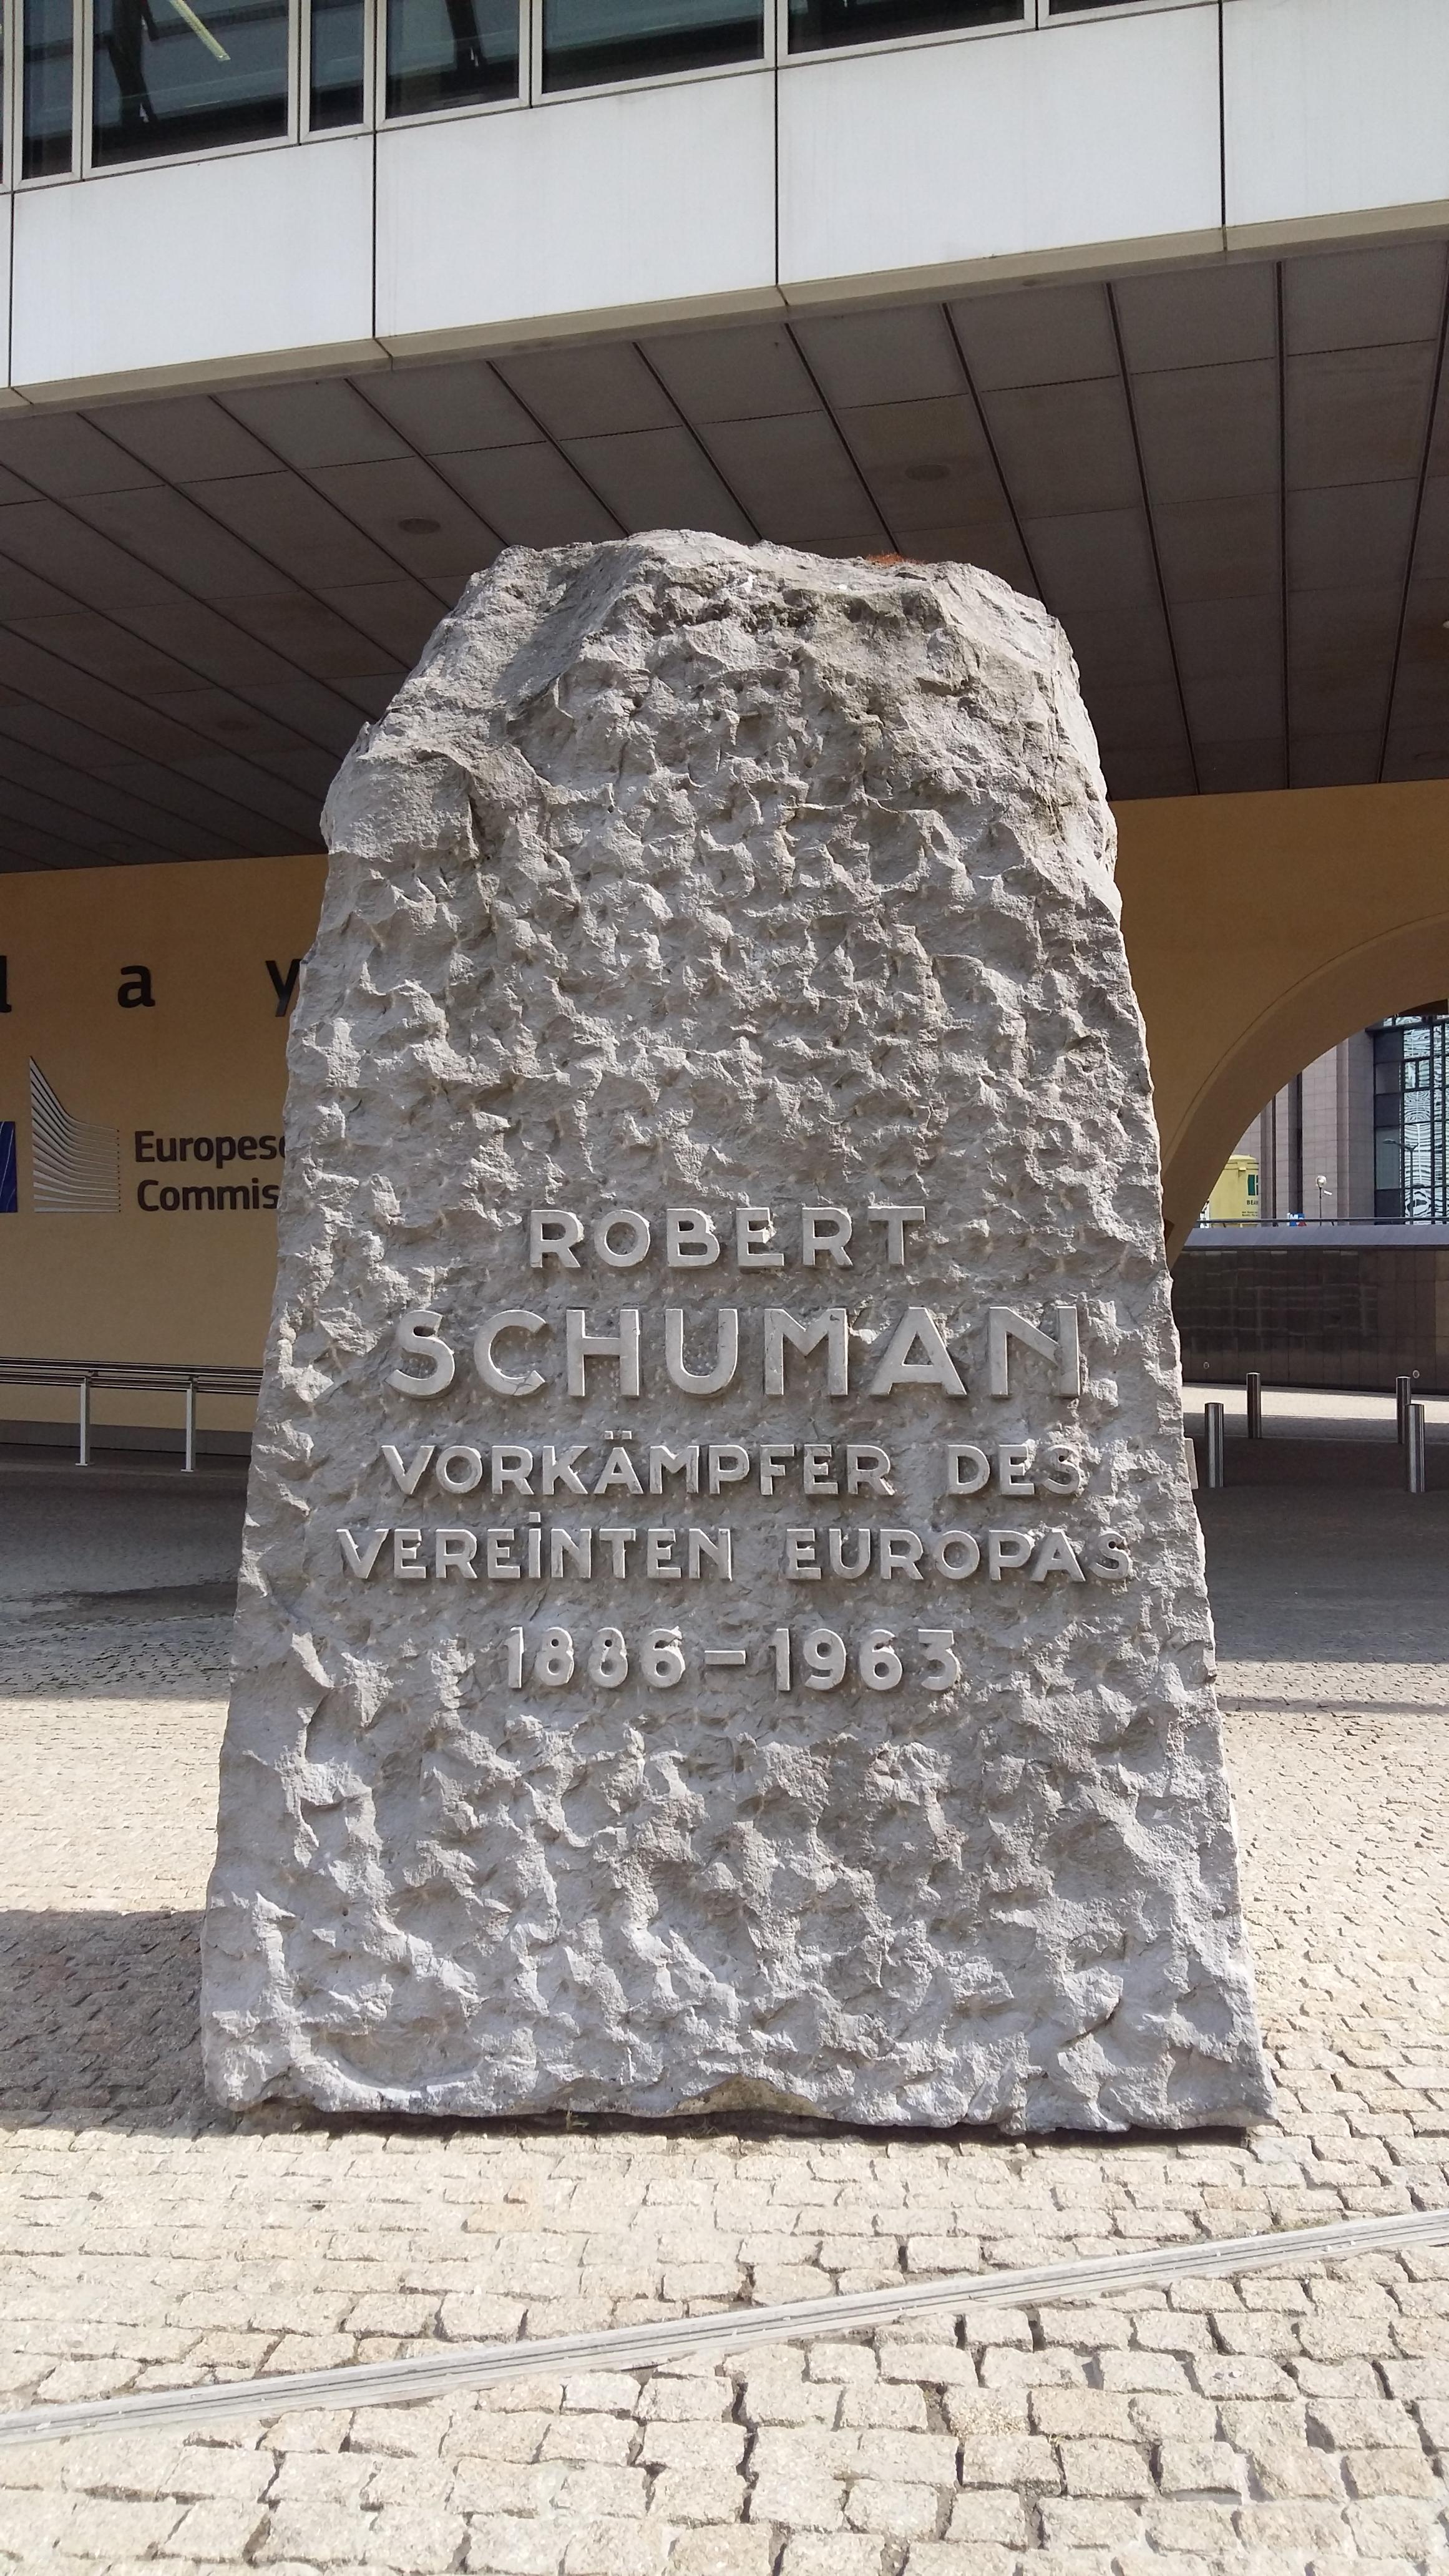 a y
Europese
Commis
ROBERT
SCHUMAN
VORKÄMPFER DES
VEREiNTEN EUROPAS
1886-1963